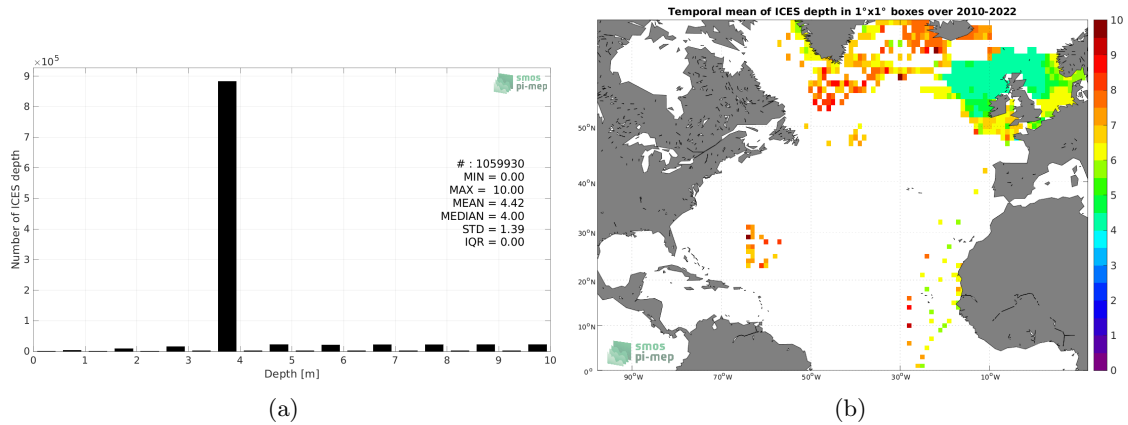 ×10⁵
9
8
7
6
5
4
3
2
1
0
Number of ICES depth
smos
pi-mep
# : 1059930
MIN = 0.00
MAX = 10.00
MEAN = 4.42
MEDIAN = 4.00
STD = 1.39
IQR = 0.00
0 1 2 3 4 5 6 7 8 9 10
Depth [m]
(a)
Temporal mean of ICES depth in 1°x1° boxes over 2010-2022
50°N
40°N
30°N
20°N
10°N
0°
90°W 70°W 50°W 30°W 10°W
smos
pi-mep
10
9
8
7
6
5
4
3
2
1
0
(b)